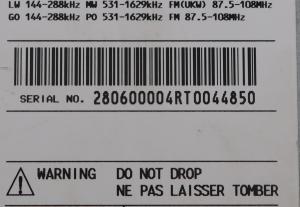 LW 144-288kHz MW 531-1629kHz FM(UKW) 87.5-108MHz
GO 144-288kHz PO 531-1629kHz FM 87.5-108MHz
SERIAL NO. 280600004RT0044850
WARNING DO NOT DROP
NE PAS LAISSER TOMBER